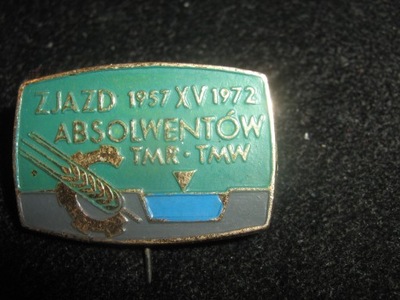 ZJAZD 1957 XV 1972
ABSOLWENTÓW
TMR · TMW